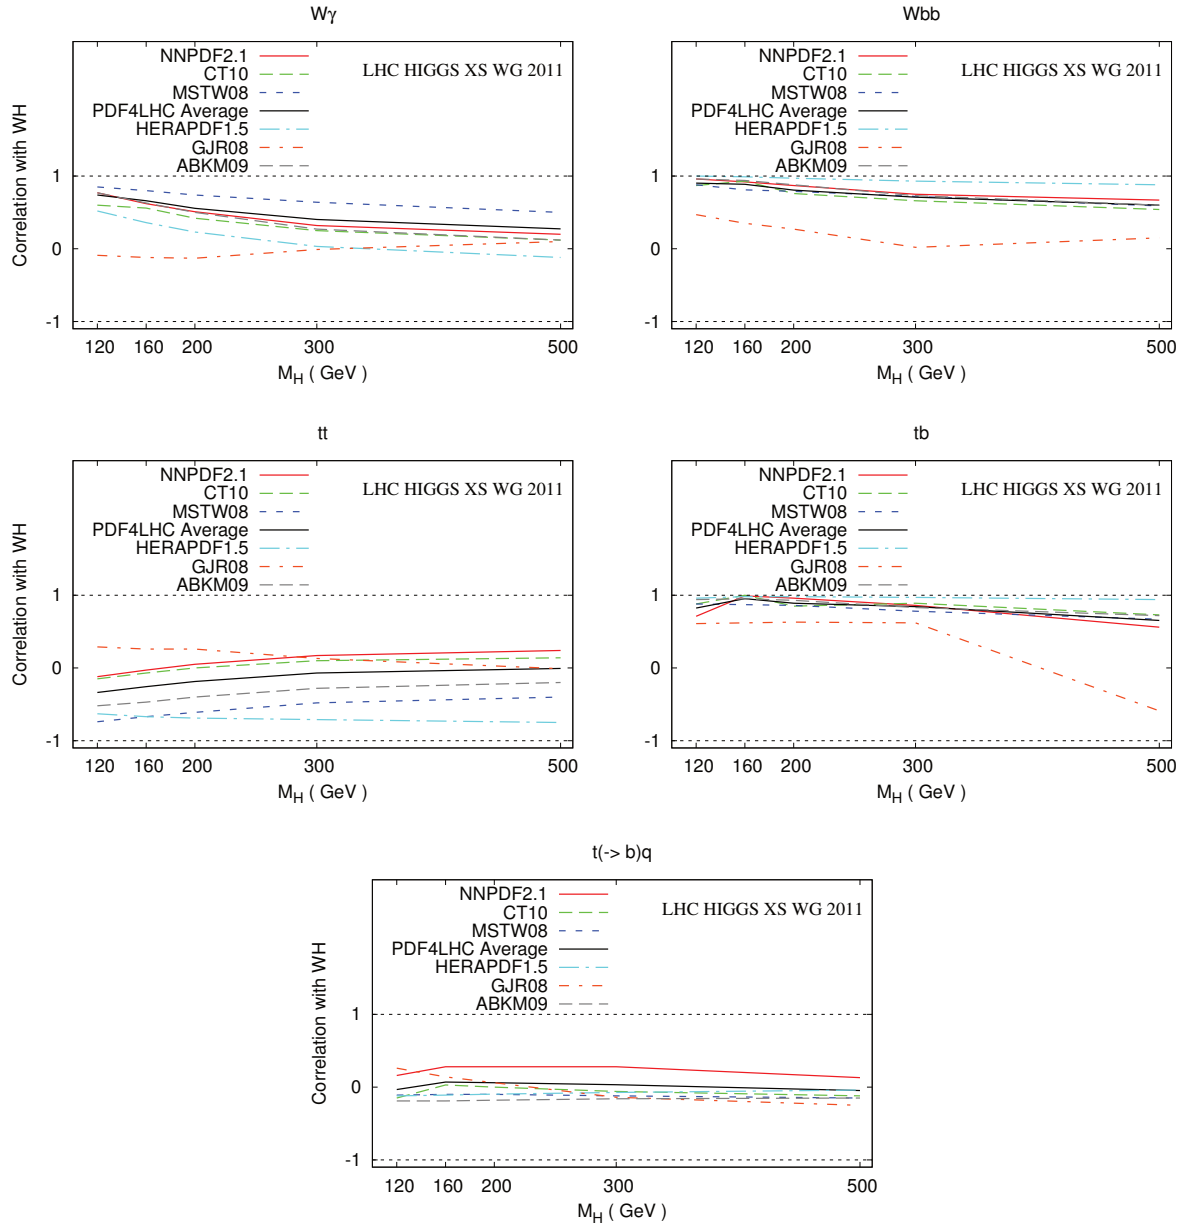 Wγ
Wbb
NNPDF2.1
CT10
MSTW08
PDF4LHC Average
HERAPDF1.5
GJR08
ABKM09
LHC HIGGS XS WG 2011
Correlation with WH
1
0
-1
120 160 200 300 500
M_H ( GeV )
NNPDF2.1
CT10
MSTW08
PDF4LHC Average
HERAPDF1.5
GJR08
ABKM09
LHC HIGGS XS WG 2011
1
0
-1
120 160 200 300 500
M_H ( GeV )
tt
tb
NNPDF2.1
CT10
MSTW08
PDF4LHC Average
HERAPDF1.5
GJR08
ABKM09
LHC HIGGS XS WG 2011
Correlation with WH
1
0
-1
120 160 200 300 500
M_H ( GeV )
NNPDF2.1
CT10
MSTW08
PDF4LHC Average
HERAPDF1.5
GJR08
ABKM09
LHC HIGGS XS WG 2011
1
0
-1
120 160 200 300 500
M_H ( GeV )
t(-> b)q
NNPDF2.1
CT10
MSTW08
PDF4LHC Average
HERAPDF1.5
GJR08
ABKM09
LHC HIGGS XS WG 2011
Correlation with WH
1
0
-1
120 160 200 300 500
M_H ( GeV )